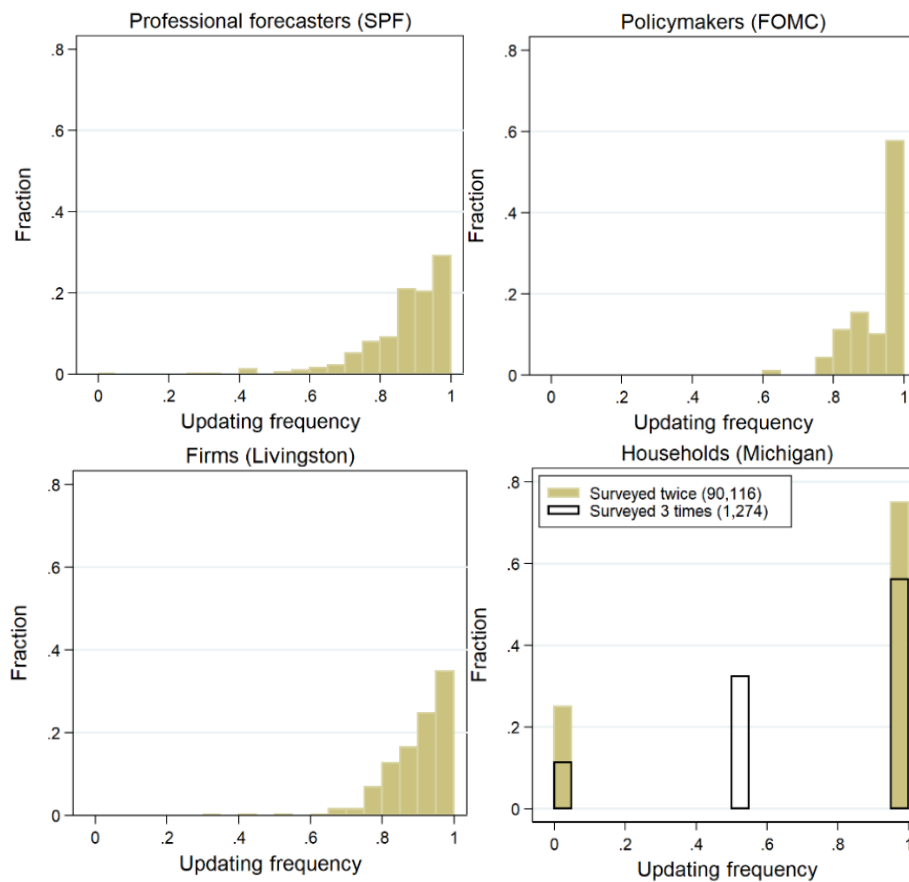 Professional forecasters (SPF)
.8
.6
.4
.2
0
Fraction
0 .2 .4 .6 .8 1
Updating frequency
Policymakers (FOMC)
.8
.6
.4
.2
0
Fraction
0 .2 .4 .6 .8 1
Updating frequency
Firms (Livingston)
.8
.6
.4
.2
0
Fraction
0 .2 .4 .6 .8 1
Updating frequency
Households (Michigan)
Surveyed twice (90,116)
Surveyed 3 times (1,274)
.8
.6
.4
.2
0
Fraction
0 .2 .4 .6 .8 1
Updating frequency